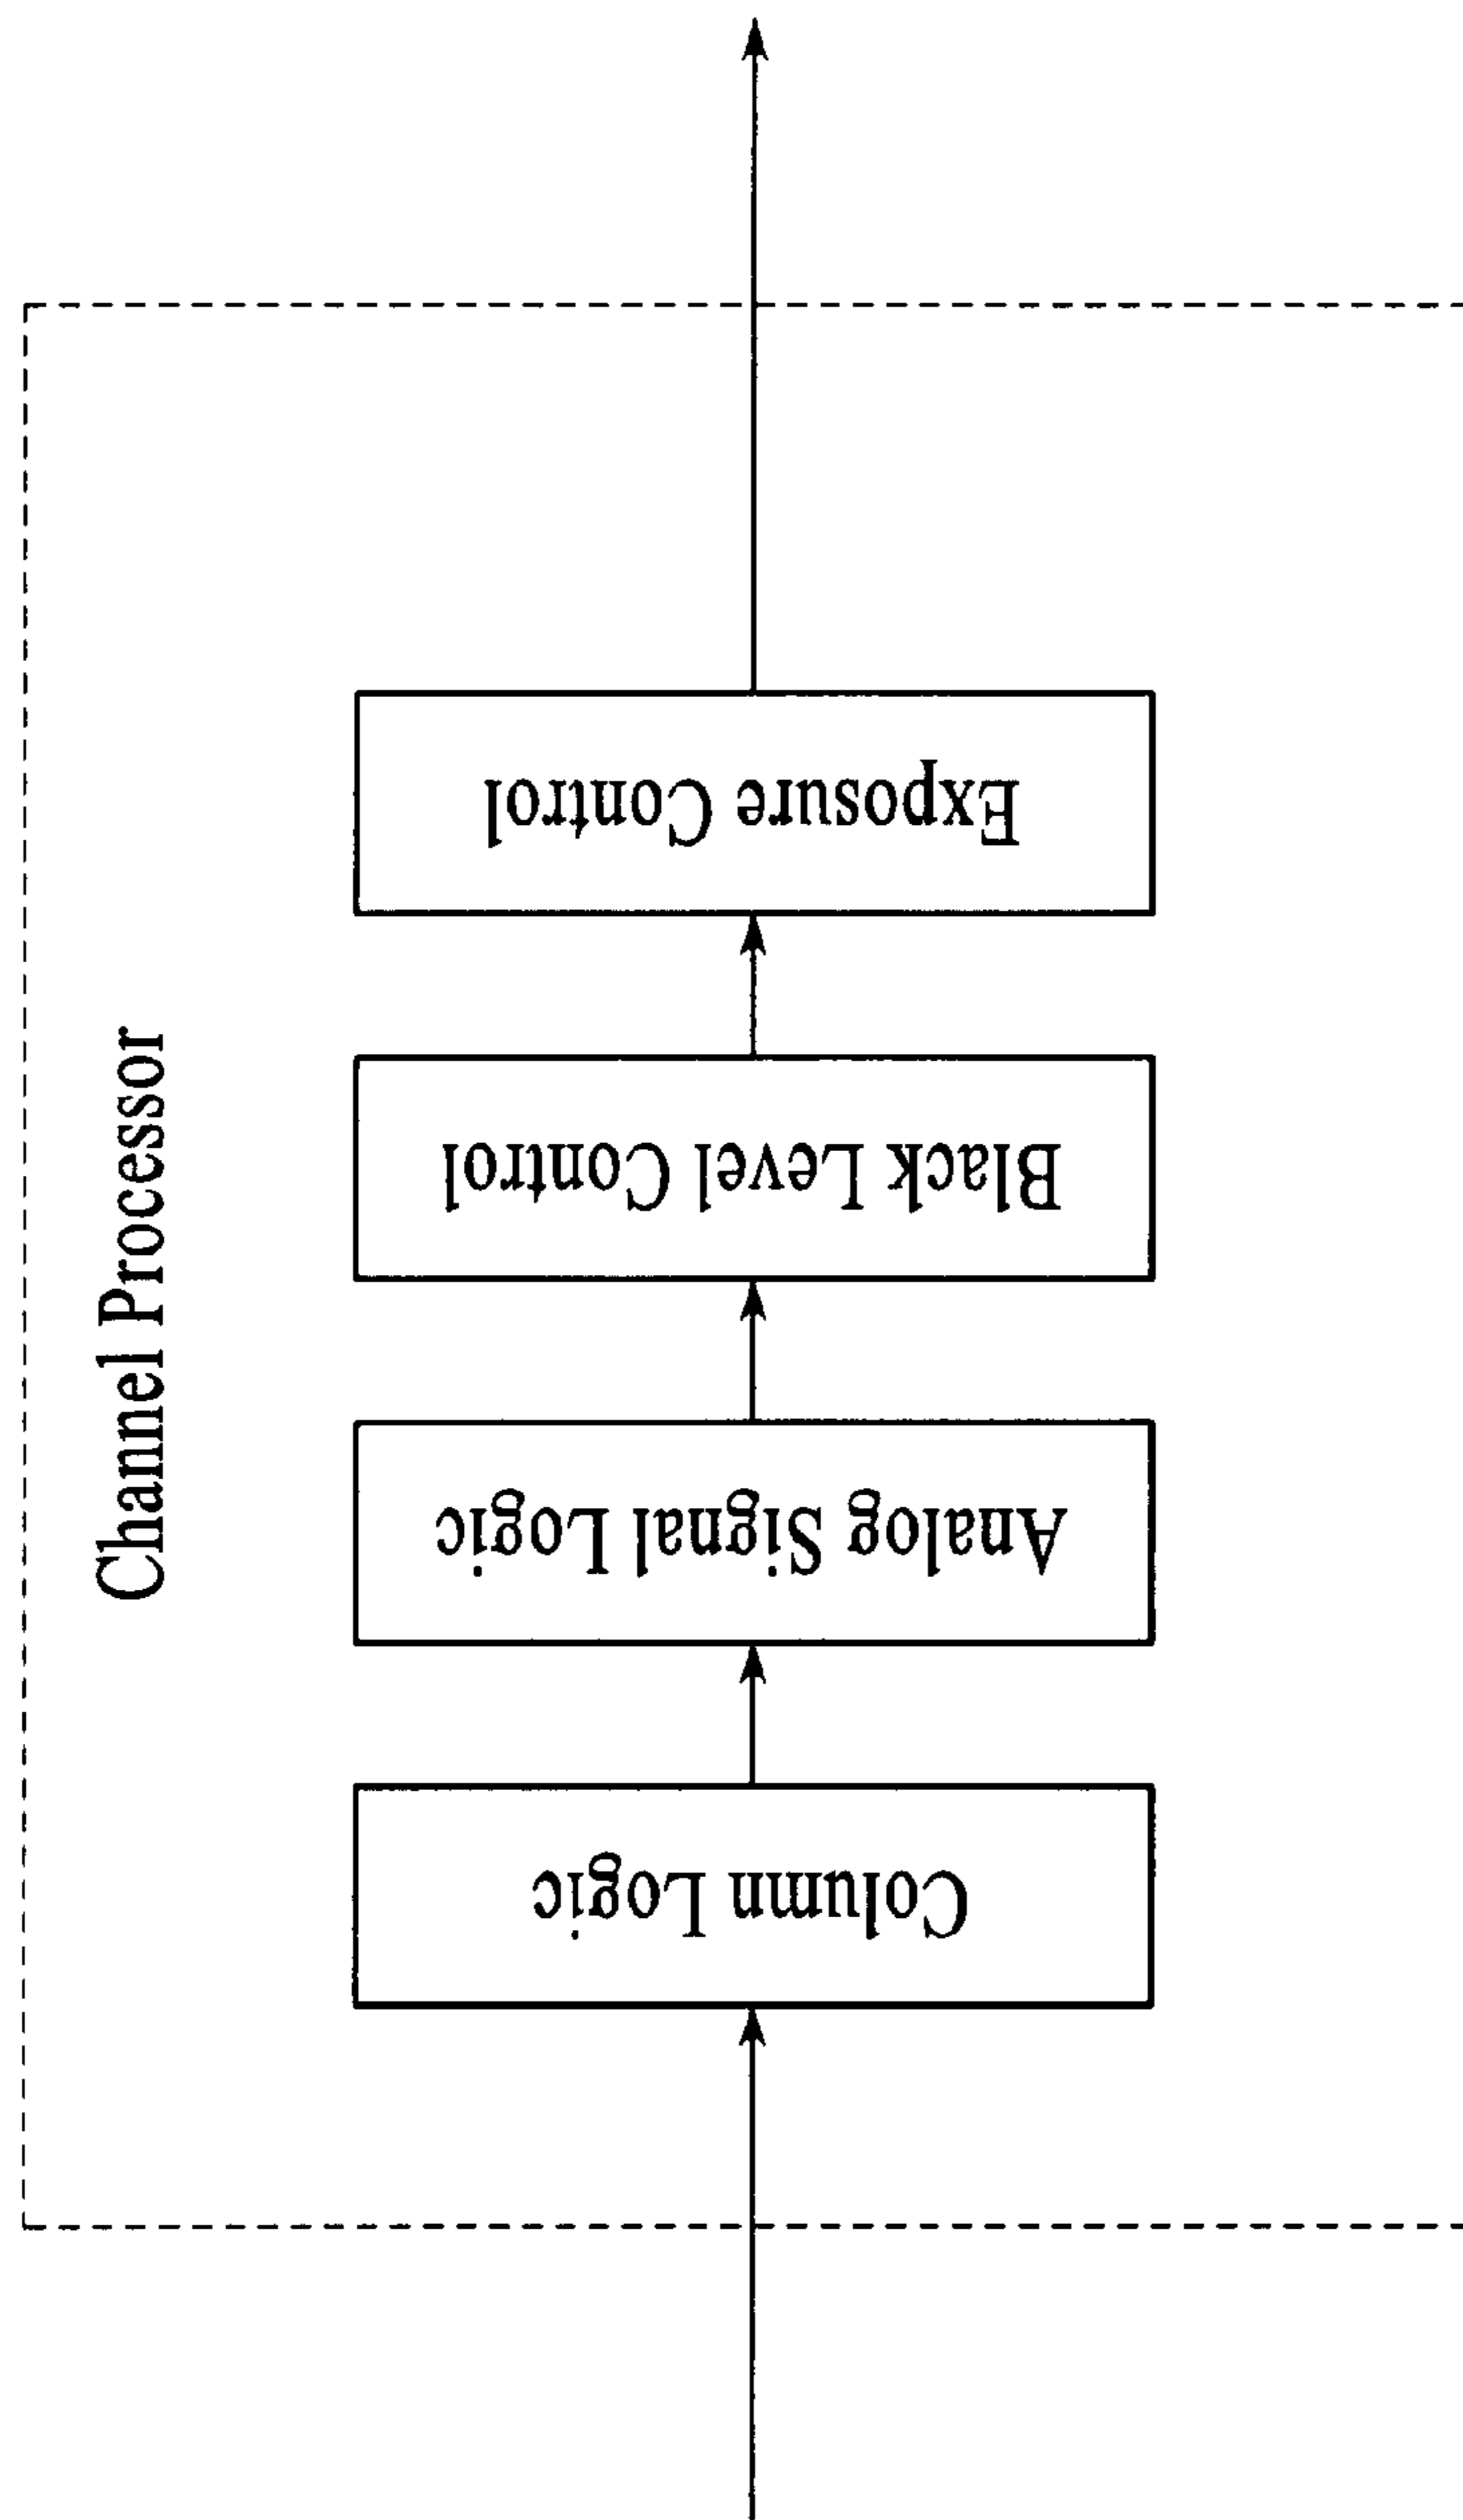 Channel Processor
Column Logic
Analog Signal Logic
Black Level Control
Exposure Control